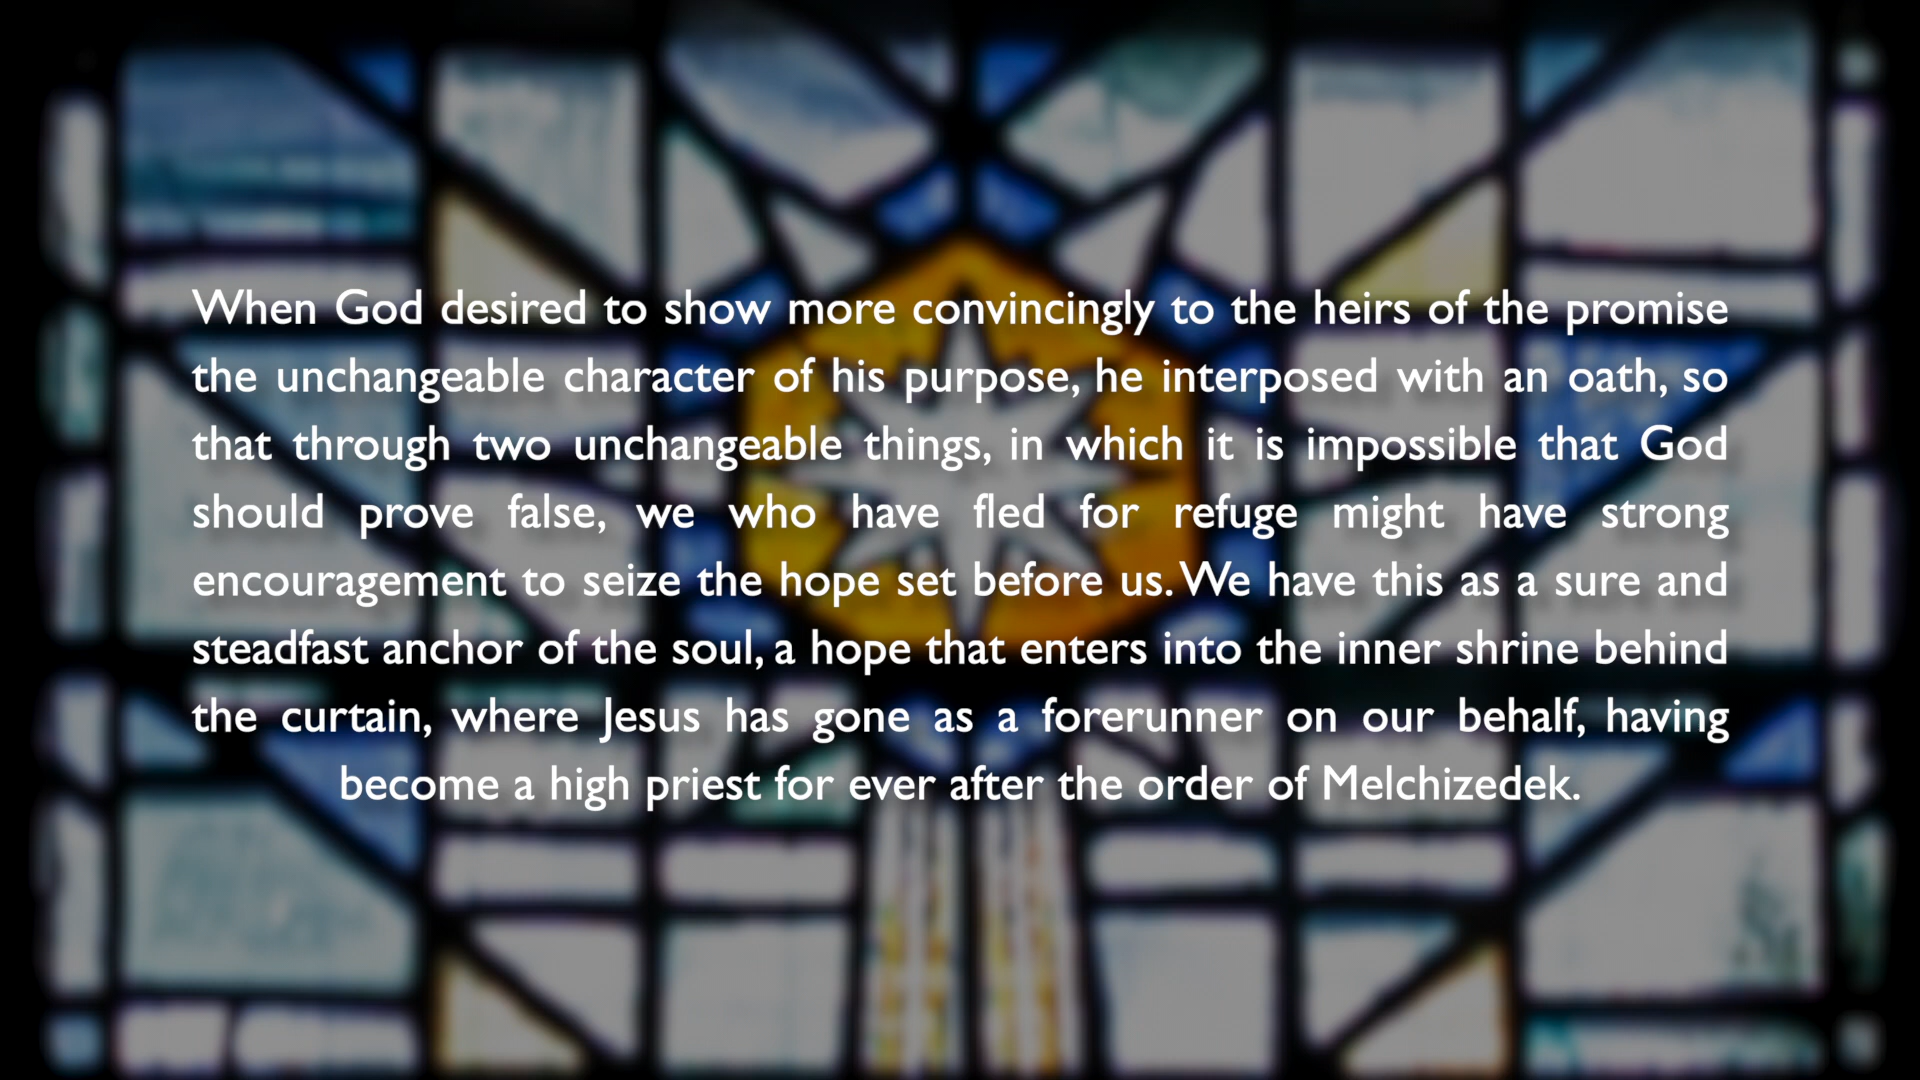 When God desired to show more convincingly to the heirs of the promise
the unchangeable character of his purpose, he interposed with an oath, so
that through two unchangeable things, in which it is impossible that God
should prove false, we who have fled for refuge might have strong
encouragement to seize the hope set before us. We have this as a sure and
steadfast anchor of the soul, a hope that enters into the inner shrine behind
the curtain, where Jesus has gone as a forerunner on our behalf, having
become a high priest for ever after the order of Melchizedek.